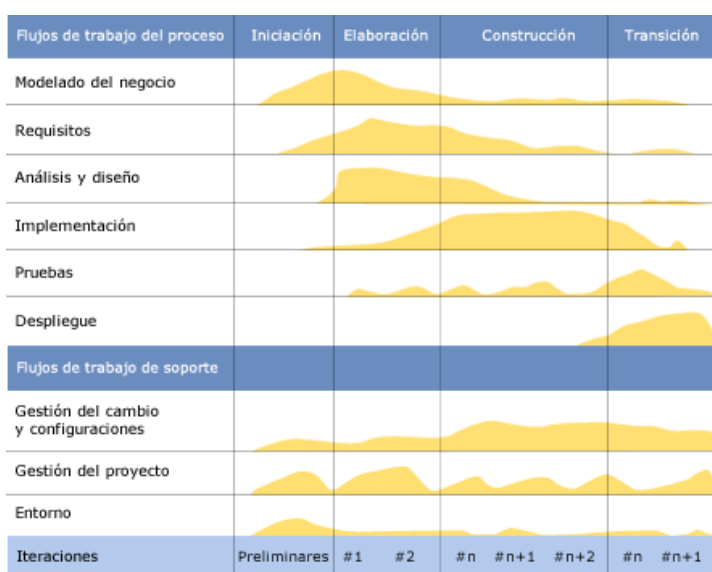 Flujos de trabajo del proceso Iniciación Elaboración Construcción Transición
Modelado del negocio
Requisitos
Análisis y diseño
Implementación
Pruebas
Despliegue
Flujos de trabajo de soporte
Gestión del cambio
y configuraciones
Gestión del proyecto
Entorno
Iteraciones Preliminares #1 #2 #n #n+1 #n+2 #n #n+1